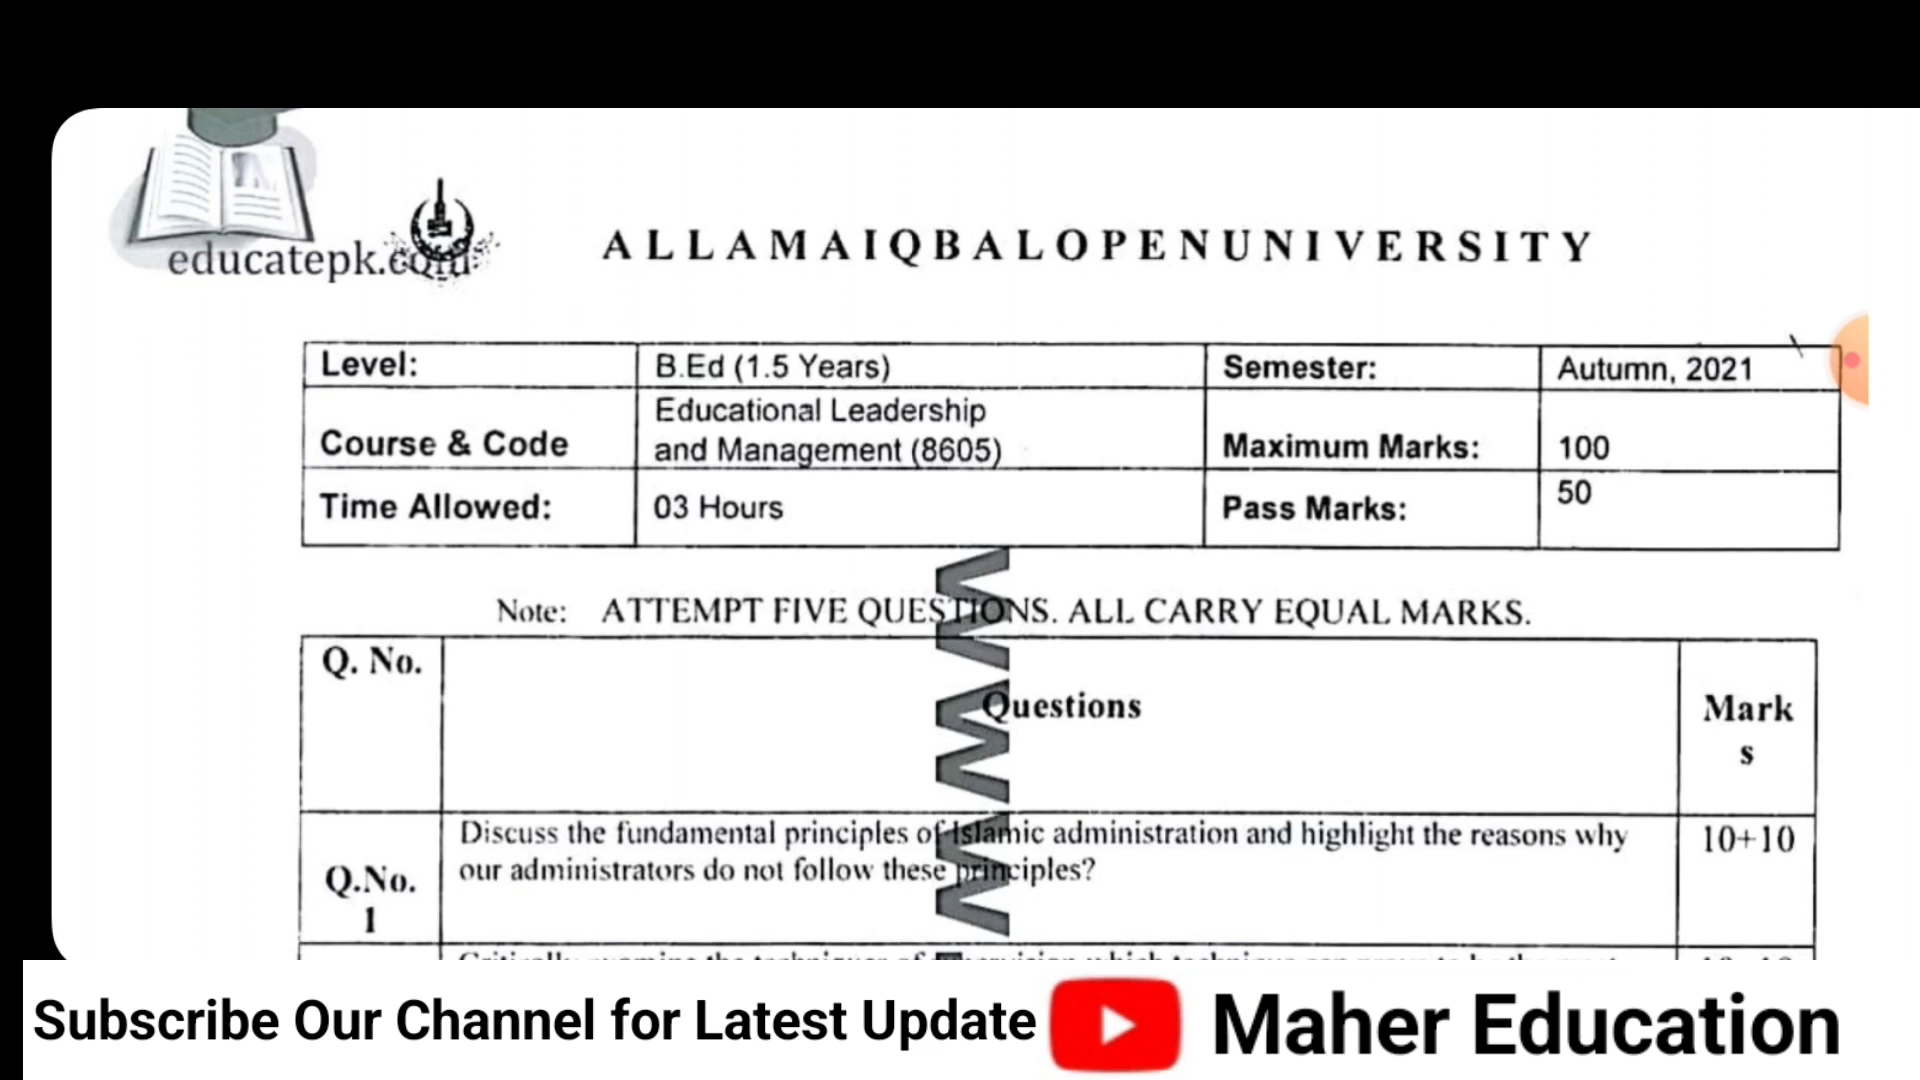 educatepk.com
ALLAMAIQBALOPENUNIVERSITY
Level: B.Ed (1.5 Years) Semester: Autumn, 2021
Course & Code Educational Leadership and Management (8605) Maximum Marks: 100
Time Allowed: 03 Hours Pass Marks: 50
Note: ATTEMPT FIVE QUESTIONS. ALL CARRY EQUAL MARKS.
Q. No.
Questions
Mark
s
Q.No.
1
Discuss the fundamental principles of Islamic administration and highlight the reasons why
our administrators do not follow these principles?
10+10
Subscribe Our Channel for Latest Update
Maher Education